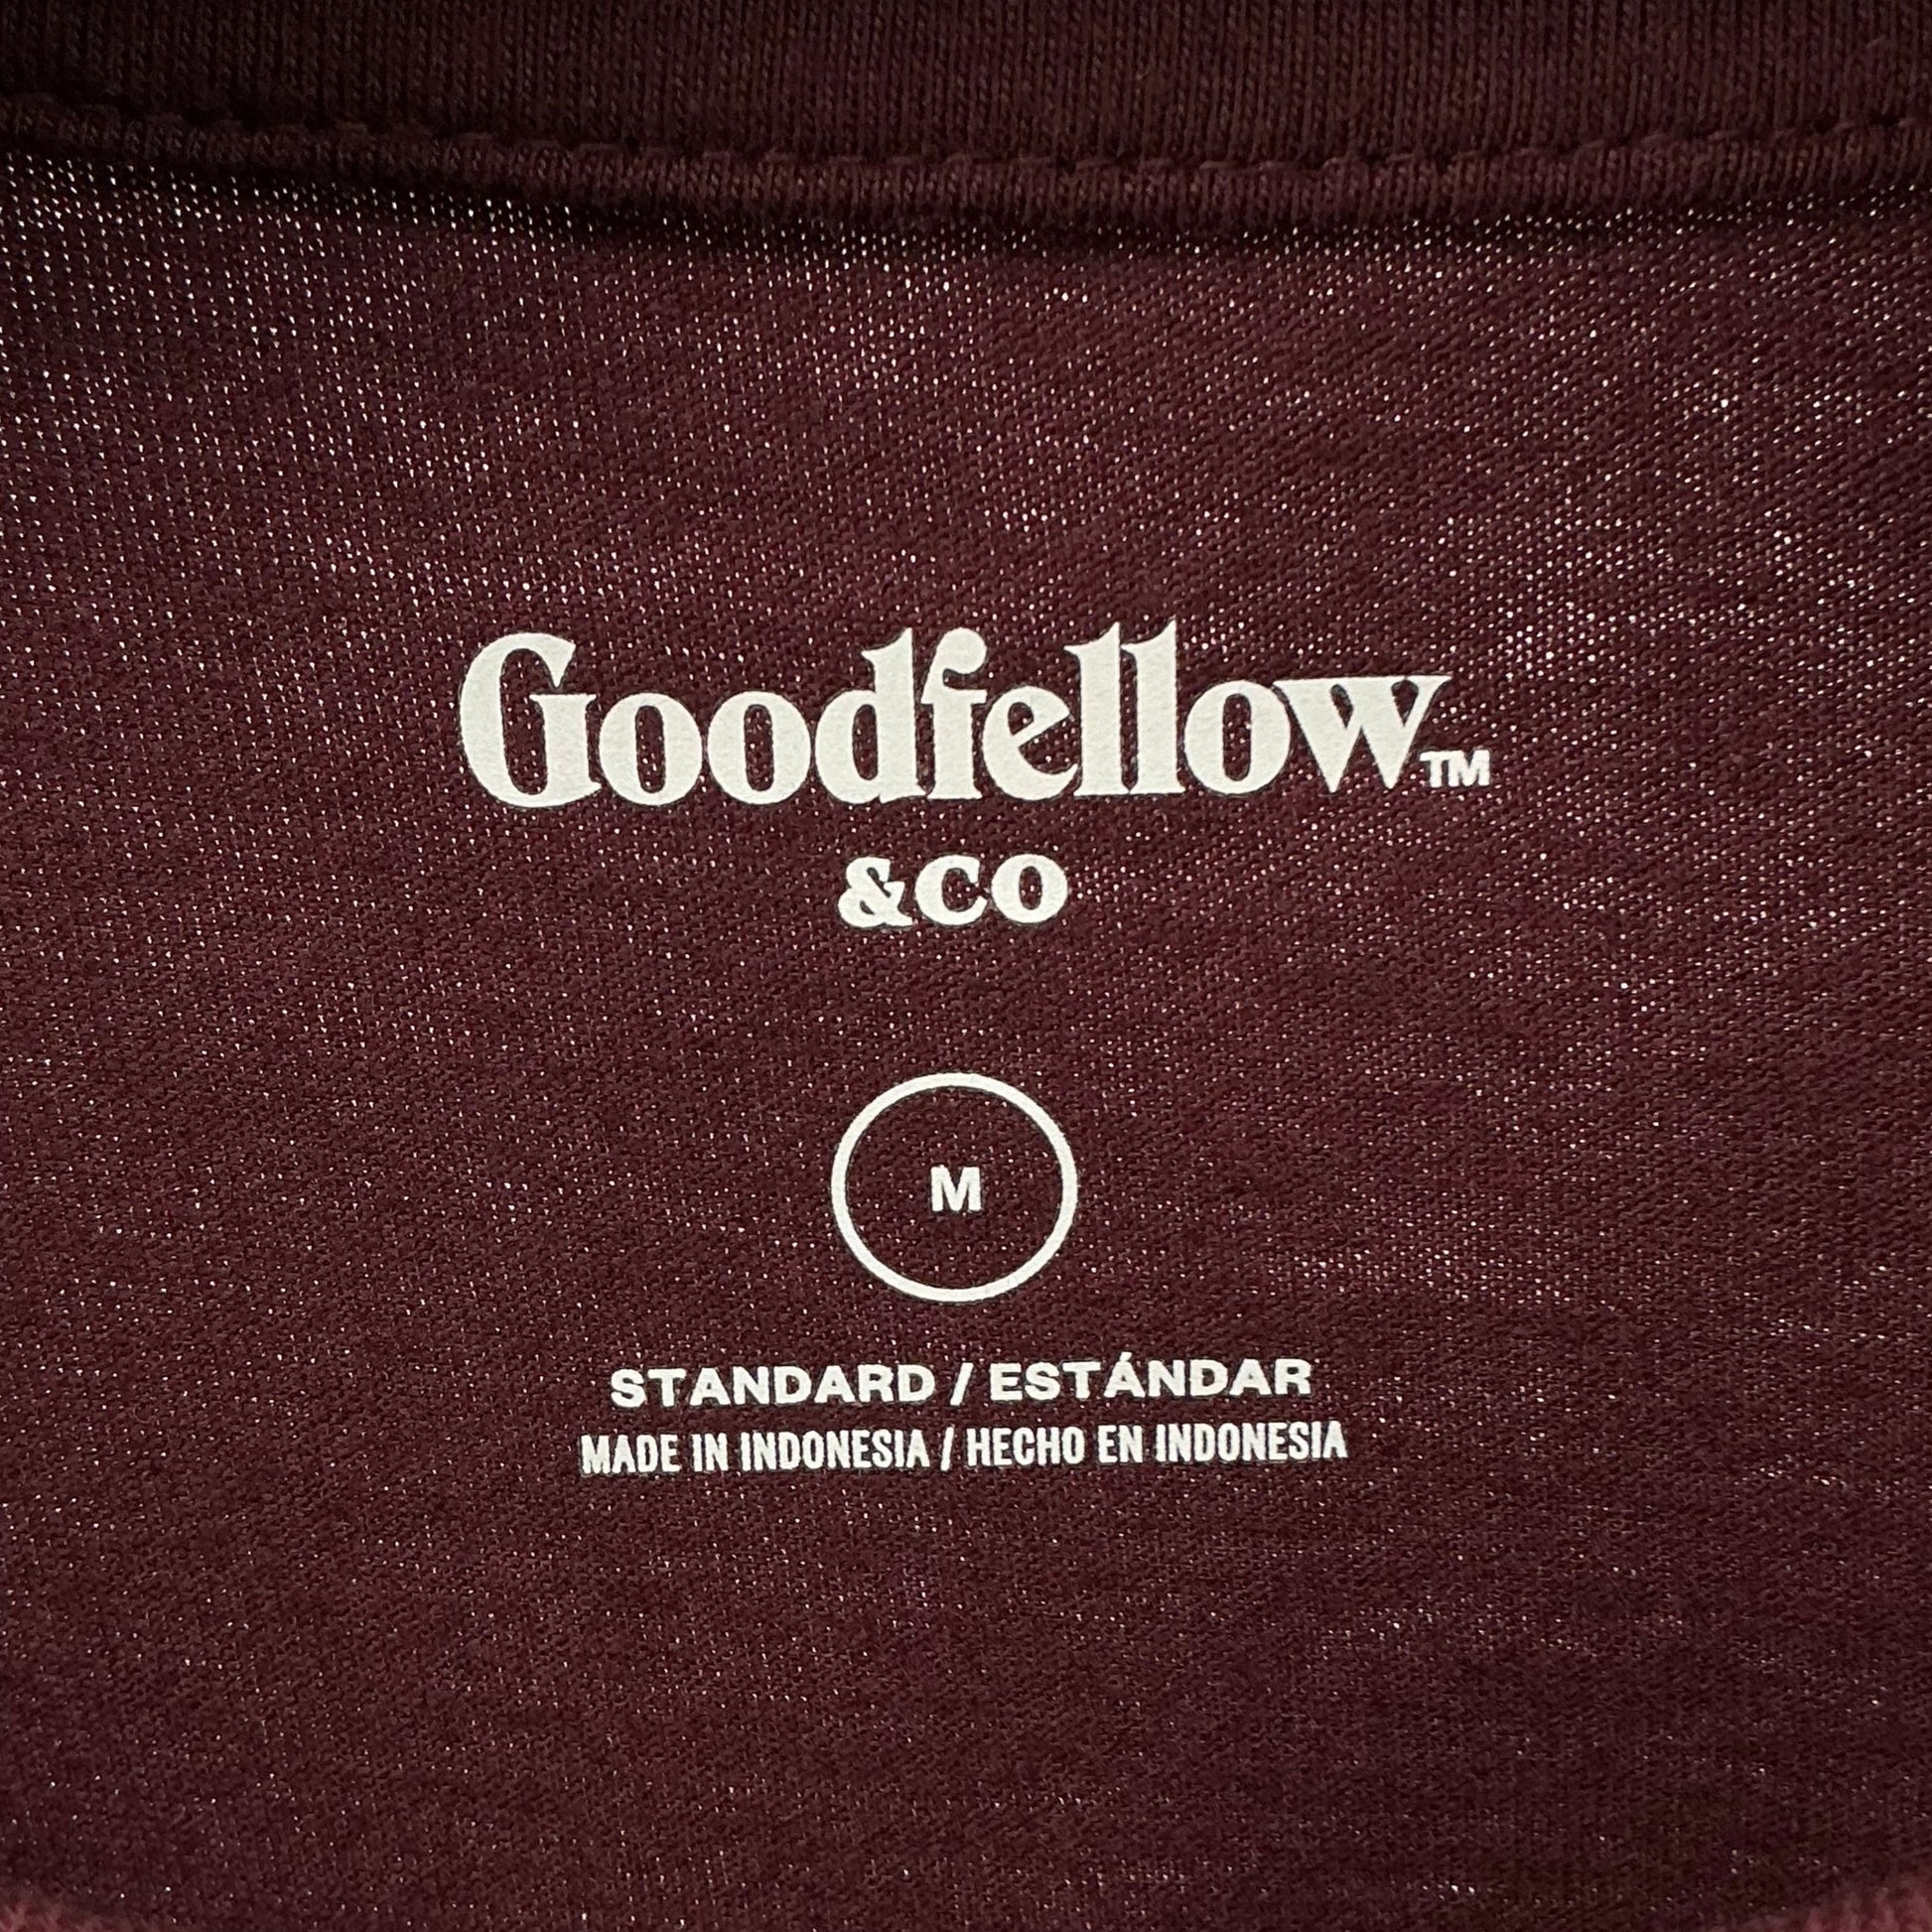 Goodfellow™
&CO
M
STANDARD / ESTÁNDAR
MADE IN INDONESIA / HECHO EN INDONESIA